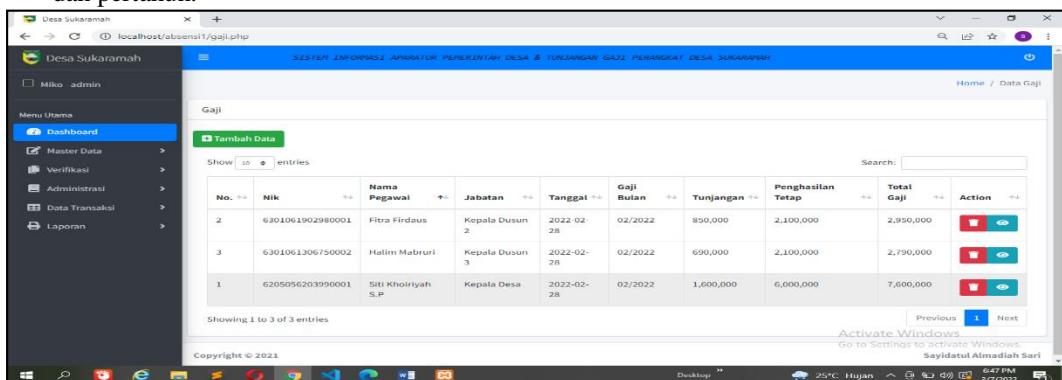 dan pertahun.
Desa Sukaramah
localhost/absensi1/gaji.php
Desa Sukaramah
SISTEM INFORMASI APARATUR PEMERINTAH DESA & TUNJANGAN GAJI PERANGKAT DESA SUKARAMAH
Miko admin
Home / Data Gaji
Menu Utama
Dashboard
Master Data
Verifikasi
Administrasi
Data Transaksi
Laporan
Gaji
Tambah Data
Show 10 entries Search:
No. Nik Nama Pegawai Jabatan Tanggal Gaji Bulan Tunjangan Penghasilan Tetap Total Gaji Action
2 6301061902980001 Fitra Firdaus Kepala Dusun 2 2022-02-28 02/2022 850,000 2,100,000 2,950,000
3 6301061306750002 Halim Mabruri Kepala Dusun 3 2022-02-28 02/2022 690,000 2,100,000 2,790,000
1 6205056203990001 Siti Khoiriyah S.P Kepala Desa 2022-02-28 02/2022 1,600,000 6,000,000 7,600,000
Showing 1 to 3 of 3 entries
Previous 1 Next
Activate Windows
Go to Settings to activate Windows.
Copyright © 2021
Sayidatul Almadiah Sari
Desktop
25°C Hujan
6:47 PM
3/7/2022